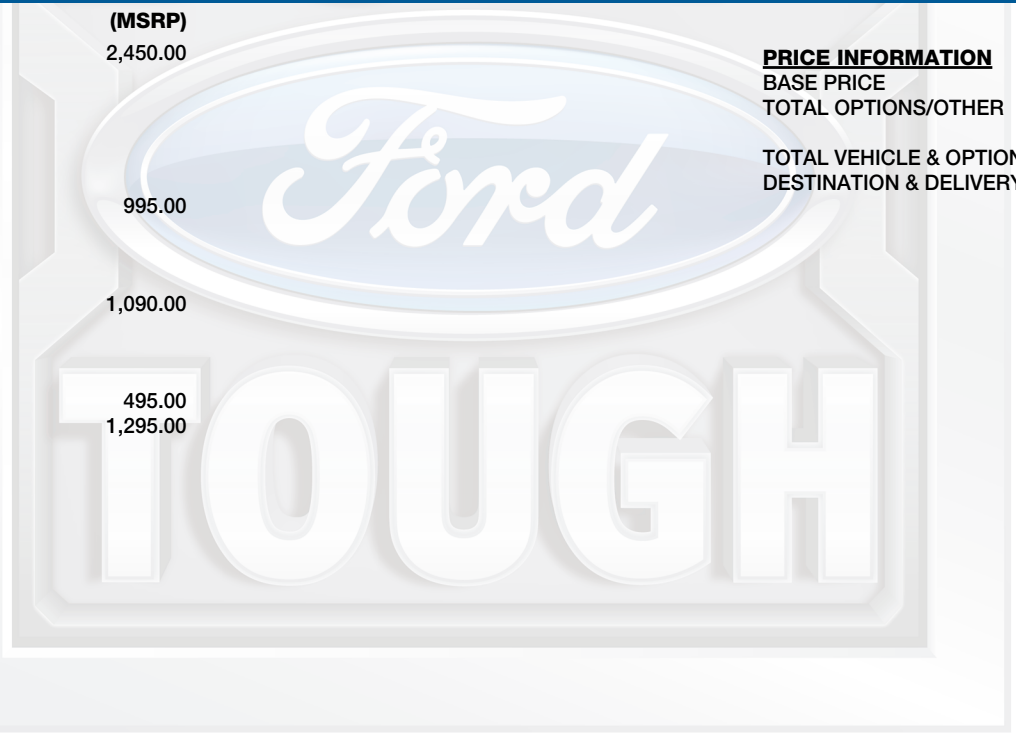 (MSRP)
2,450.00
995.00
1,090.00
495.00
1,295.00
PRICE INFORMATION
BASE PRICE
TOTAL OPTIONS/OTHER
TOTAL VEHICLE & OPTION
DESTINATION & DELIVERY
Ford
TOUGH